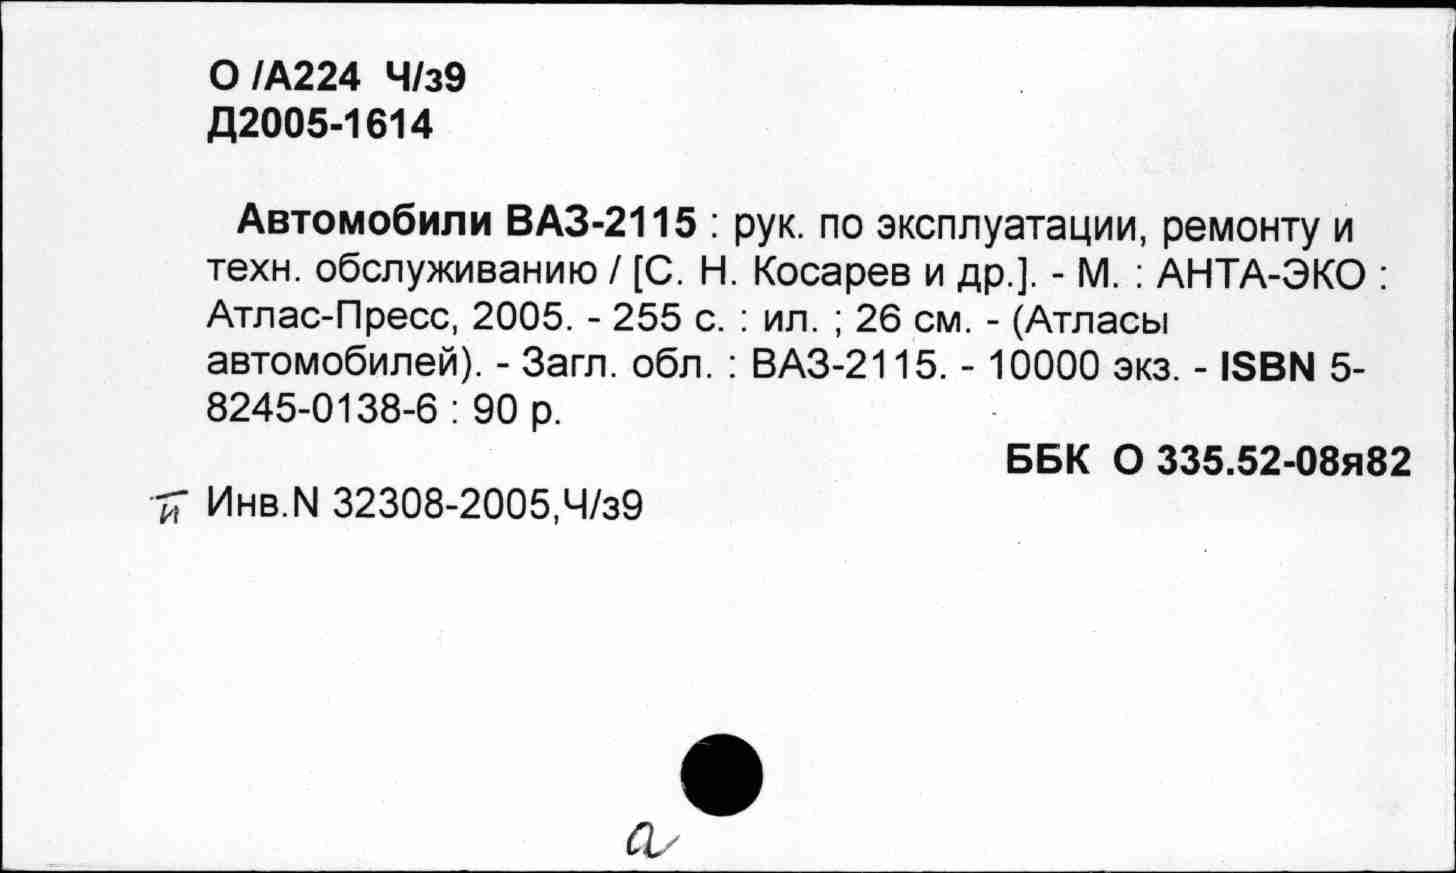 О /А224 Ч/з9
Д2005-1614
Автомобили ВАЗ-2115 : рук. по эксплуатации, ремонту и
техн. обслуживанию / [С. Н. Косарев и др.]. - М. : АНТА-ЭКО :
Атлас-Пресс, 2005. - 255 с. : ил. ; 26 см. - (Атласы
автомобилей). - Загл. обл. : ВАЗ-2115. - 10000 экз. - ISBN 5-
8245-0138-6 : 90 р.
ББК О 335.52-08я82
и Инв.N 32308-2005,Ч/з9
а